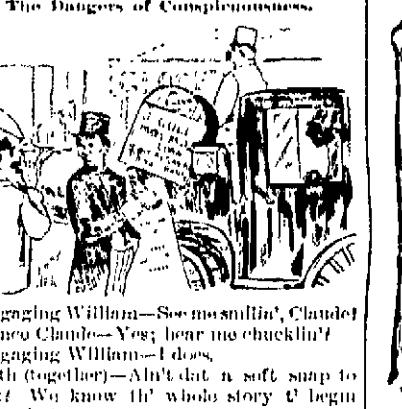 The Dangers of Conspicuousness.
gaging William—See me smilin', Claude?
nco Claude—Yes; hear me chucklin'?
gaging William—I does.
th (together)—Ain't dat a soft snap to
We know th' whole story t' begin